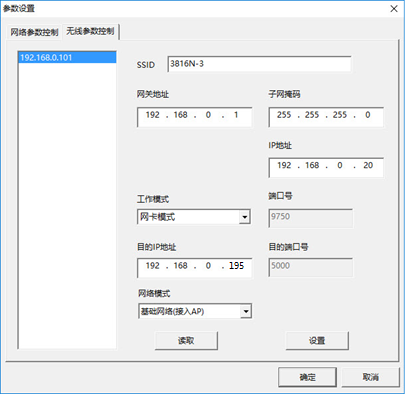 参数设置
网络参数控制 无线参数控制
192.168.0.101
SSID 3816N-3
网关地址 子网掩码
192 . 168 . 0 . 1 255 . 255 . 255 . 0
IP地址
192 . 168 . 0 . 20
工作模式 端口号
网卡模式 9750
目的IP地址 目的端口号
192 . 168 . 0 . 195 5000
网络模式
基础网络(接入AP)
读取 设置
确定 取消